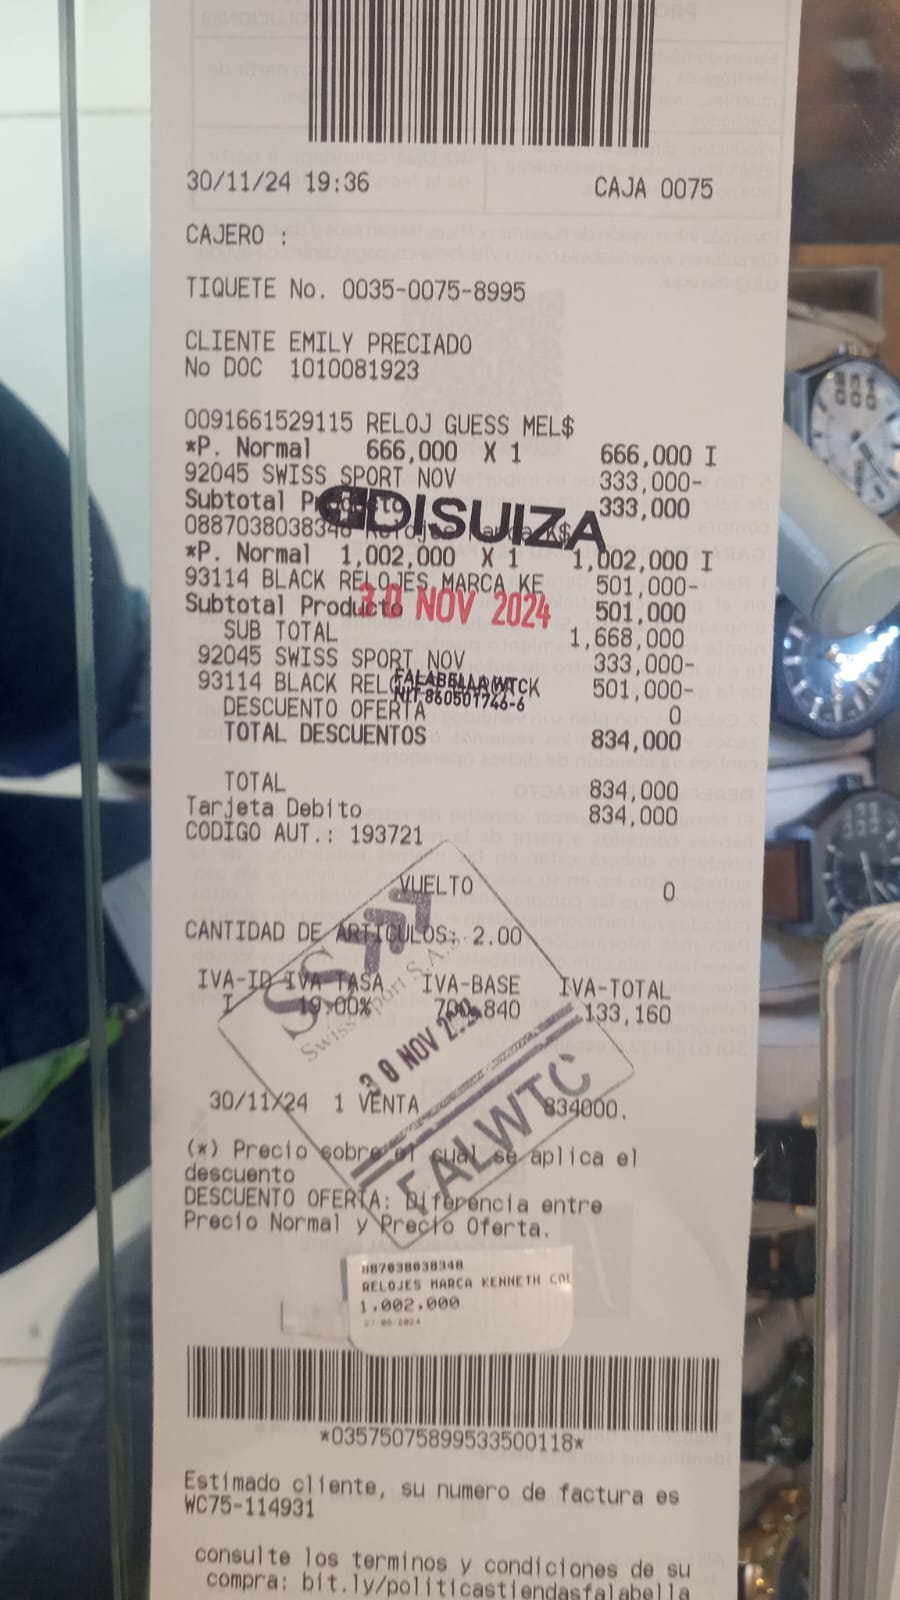 30/11/24 19:36 CAJA 0075
CAJERO :
TIQUETE No. 0035-0075-8995
CLIENTE EMILY PRECIADO
No DOC 1010081923
0091661529115 RELOJ GUESS MEL$
*P. Normal 666,000 X 1 666,000 I
92045 SWISS SPORT NOV 333,000-
Subtotal Producto 333,000
DISUIZA
*P. Normal 1,002,000 X 1 1,002,000 I
93114 BLACK RELOJES MARCA KE 501,000-
Subtotal Producto 501,000
30 NOV 2024
SUB TOTAL 1,668,000
92045 SWISS SPORT NOV 333,000-
93114 BLACK 501,000-
FALABELLA WTC
NIT 860501746-6
DESCUENTO OFERTA 0
TOTAL DESCUENTOS 834,000
TOTAL 834,000
Tarjeta Debito 834,000
CODIGO AUT.: 193721
VUELTO 0
CANTIDAD DE ARTICULOS: 2.00
IVA-ID IVA TASA IVA-BASE IVA-TOTAL
I 19.00% 700,840 133,160
Swiss Sport S.A.S
30 NOV 2024
FALWTC
30/11/24 1 VENTA 834000.
(*) Precio sobre el cual se aplica el
descuento
DESCUENTO OFERTA: Diferencia entre
Precio Normal y Precio Oferta.
RELOJES MARCA KENNETH COL
1.002.000
*03575075899533500118*
Estimado cliente, su numero de factura es
WC75-114931
consulte los terminos y condiciones de su
compra: bit.ly/politicastiendasfalabella